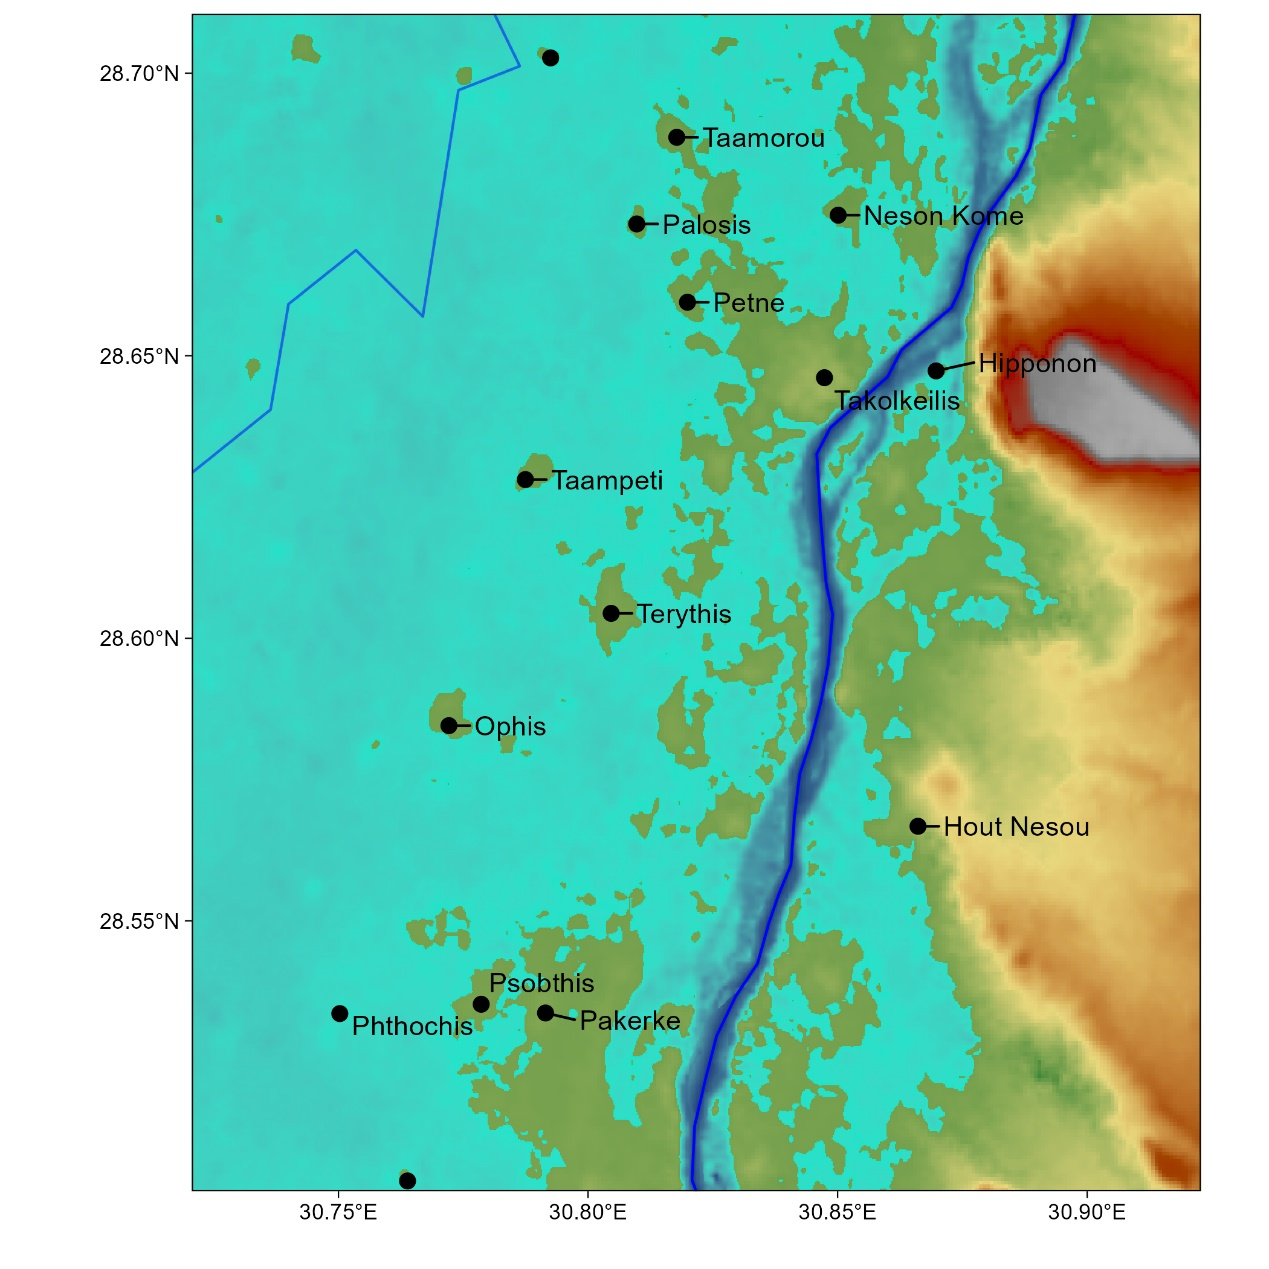 28.70°N
Taamorou
Neson Kome
Palosis
Petne
28.65°N
Hipponon
Takolkeilis
Taampeti
Terythis
28.60°N
Ophis
Hout Nesou
28.55°N
Psobthis
Pakerke
Phthochis
30.75°E
30.80°E
30.85°E
30.90°E